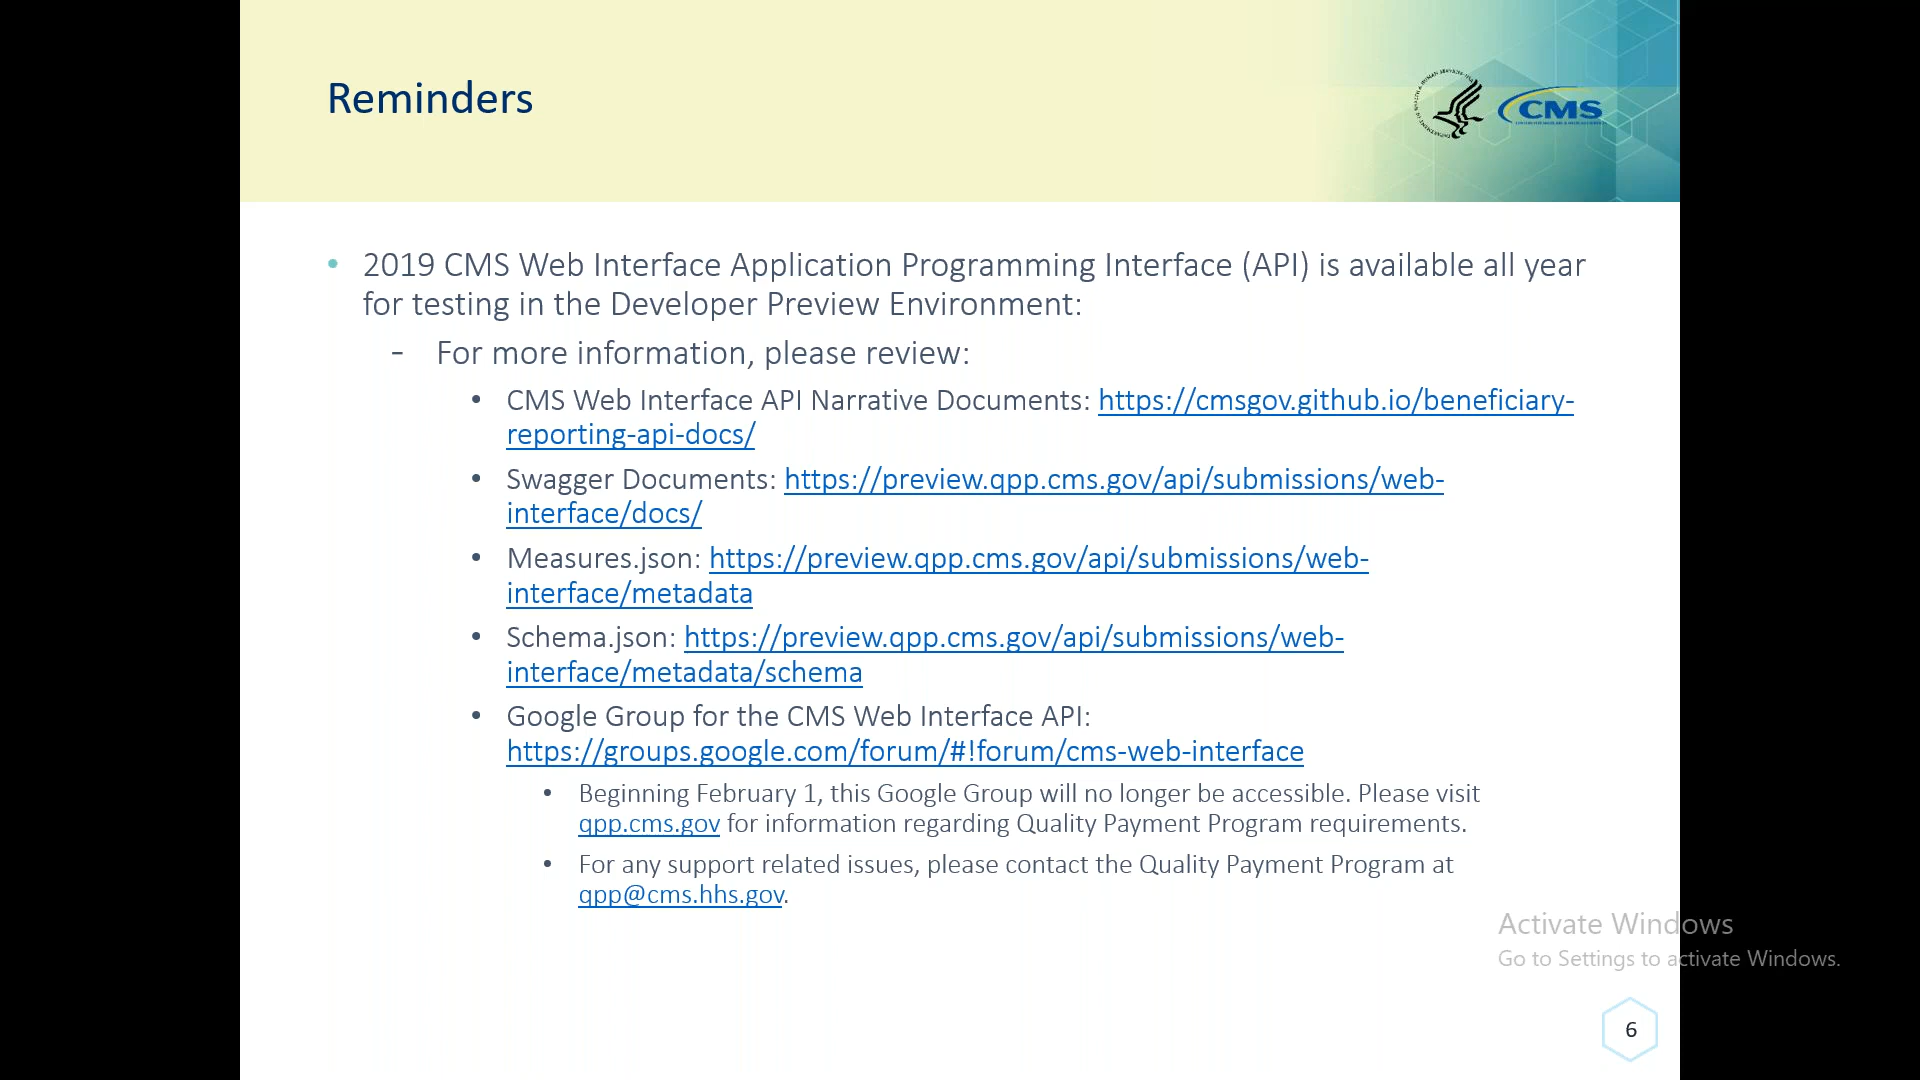 Reminders
CMS
• 2019 CMS Web Interface Application Programming Interface (API) is available all year
for testing in the Developer Preview Environment:
- For more information, please review:
• CMS Web Interface API Narrative Documents: https://cmsgov.github.io/beneficiary-
reporting-api-docs/
• Swagger Documents: https://preview.qpp.cms.gov/api/submissions/web-
interface/docs/
• Measures.json: https://preview.qpp.cms.gov/api/submissions/web-
interface/metadata
• Schema.json: https://preview.qpp.cms.gov/api/submissions/web-
interface/metadata/schema
• Google Group for the CMS Web Interface API:
https://groups.google.com/forum/#!forum/cms-web-interface
• Beginning February 1, this Google Group will no longer be accessible. Please visit
qpp.cms.gov for information regarding Quality Payment Program requirements.
• For any support related issues, please contact the Quality Payment Program at
qpp@cms.hhs.gov.
Activate Windows
Go to Settings to activate Windows.
6